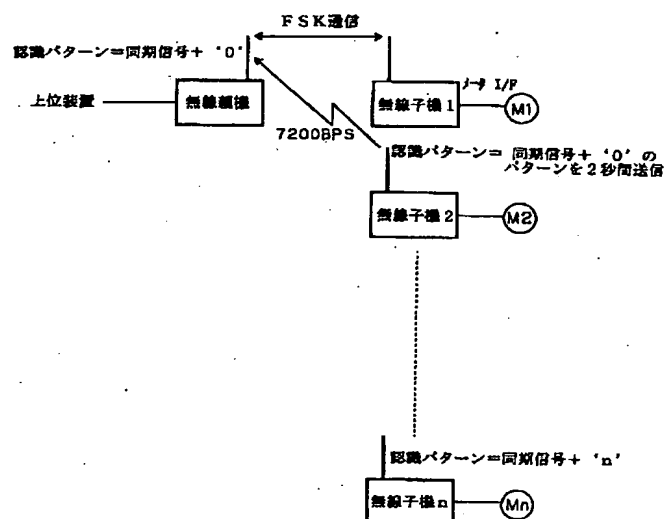 FSK通信
認識パターン=同期信号+‘0’
上位装置
無線親機
7200BPS
無線子機1
I/F
M1
認識パターン= 同期信号+‘0’の
パターンを2秒間送信
無線子機2
M2
認識パターン=同期信号+‘n’
無線子機n
Mn